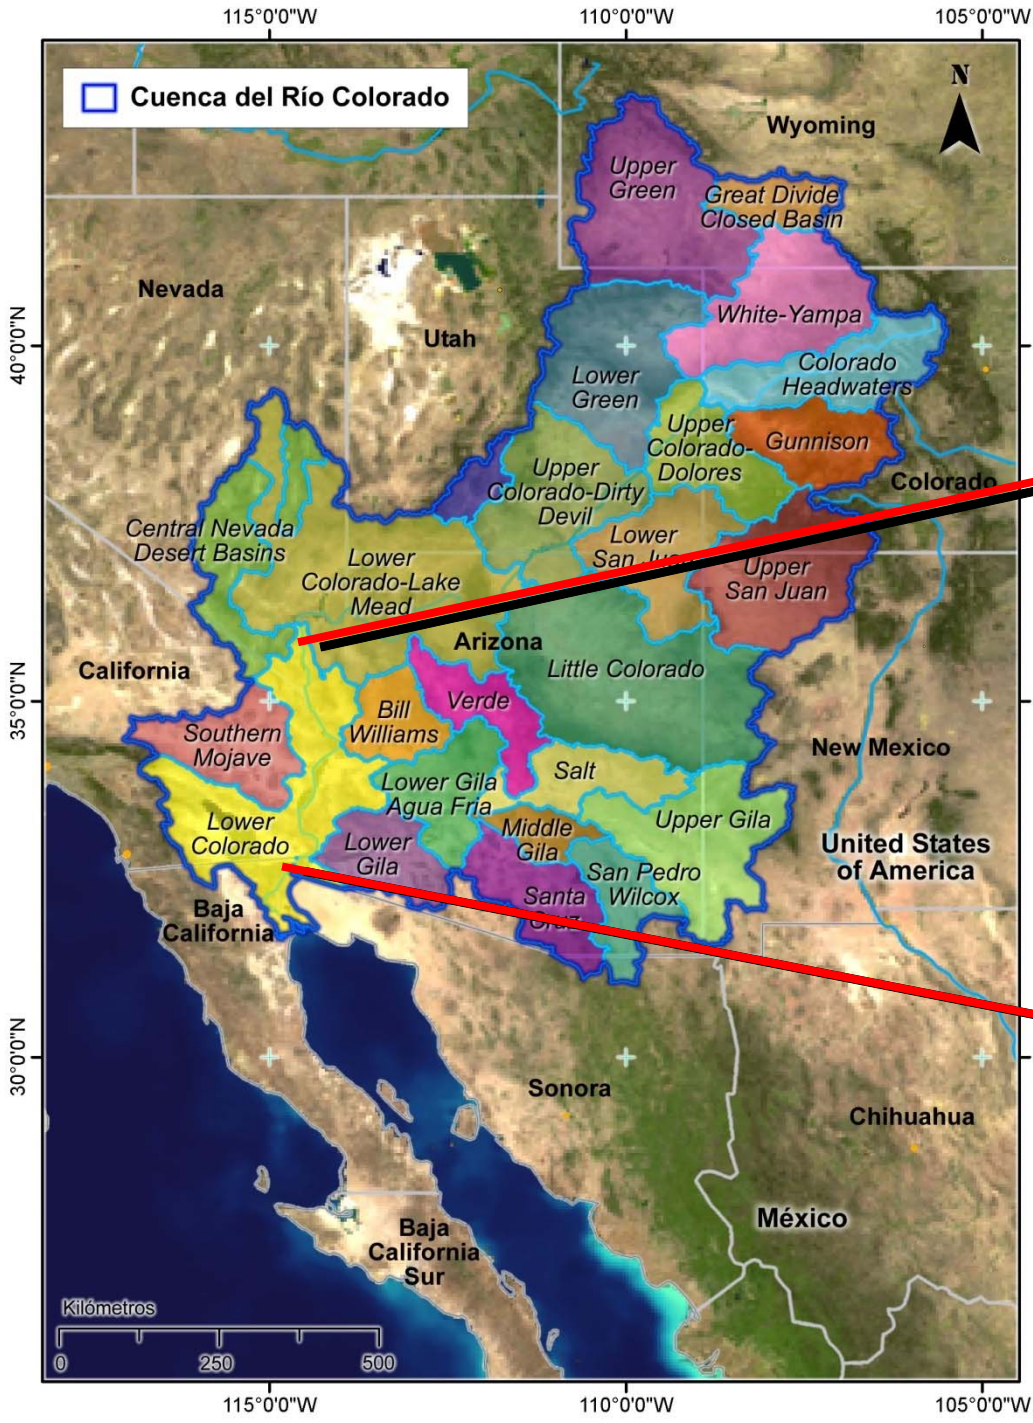 115°0'0"W
110°0'0"W
105°0'0"W
Cuenca del Río Colorado
N
Wyoming
Upper
Green
Great Divide
Closed Basin
Nevada
White-Yampa
Utah
40°0'0"N
Colorado
Headwaters
Lower
Green
Upper
Colorado-
Dolores
Gunnison
Upper
Colorado-Dirty
Devil
Colorado
Central Nevada
Desert Basins
Lower
San Juan
Lower
Colorado-Lake
Mead
Upper
San Juan
Arizona
California
Little Colorado
35°0'0"N
Verde
Bill
Williams
Southern
Mojave
New Mexico
Salt
Lower Gila
Agua Fria
Lower
Colorado
Middle
Gila
Upper Gila
Lower
Gila
United States
of America
San Pedro
Wilcox
Santa
Cruz
Baja
California
30°0'0"N
Sonora
Chihuahua
México
Baja
California
Sur
Kilómetros
0
250
500
115°0'0"W
110°0'0"W
105°0'0"W